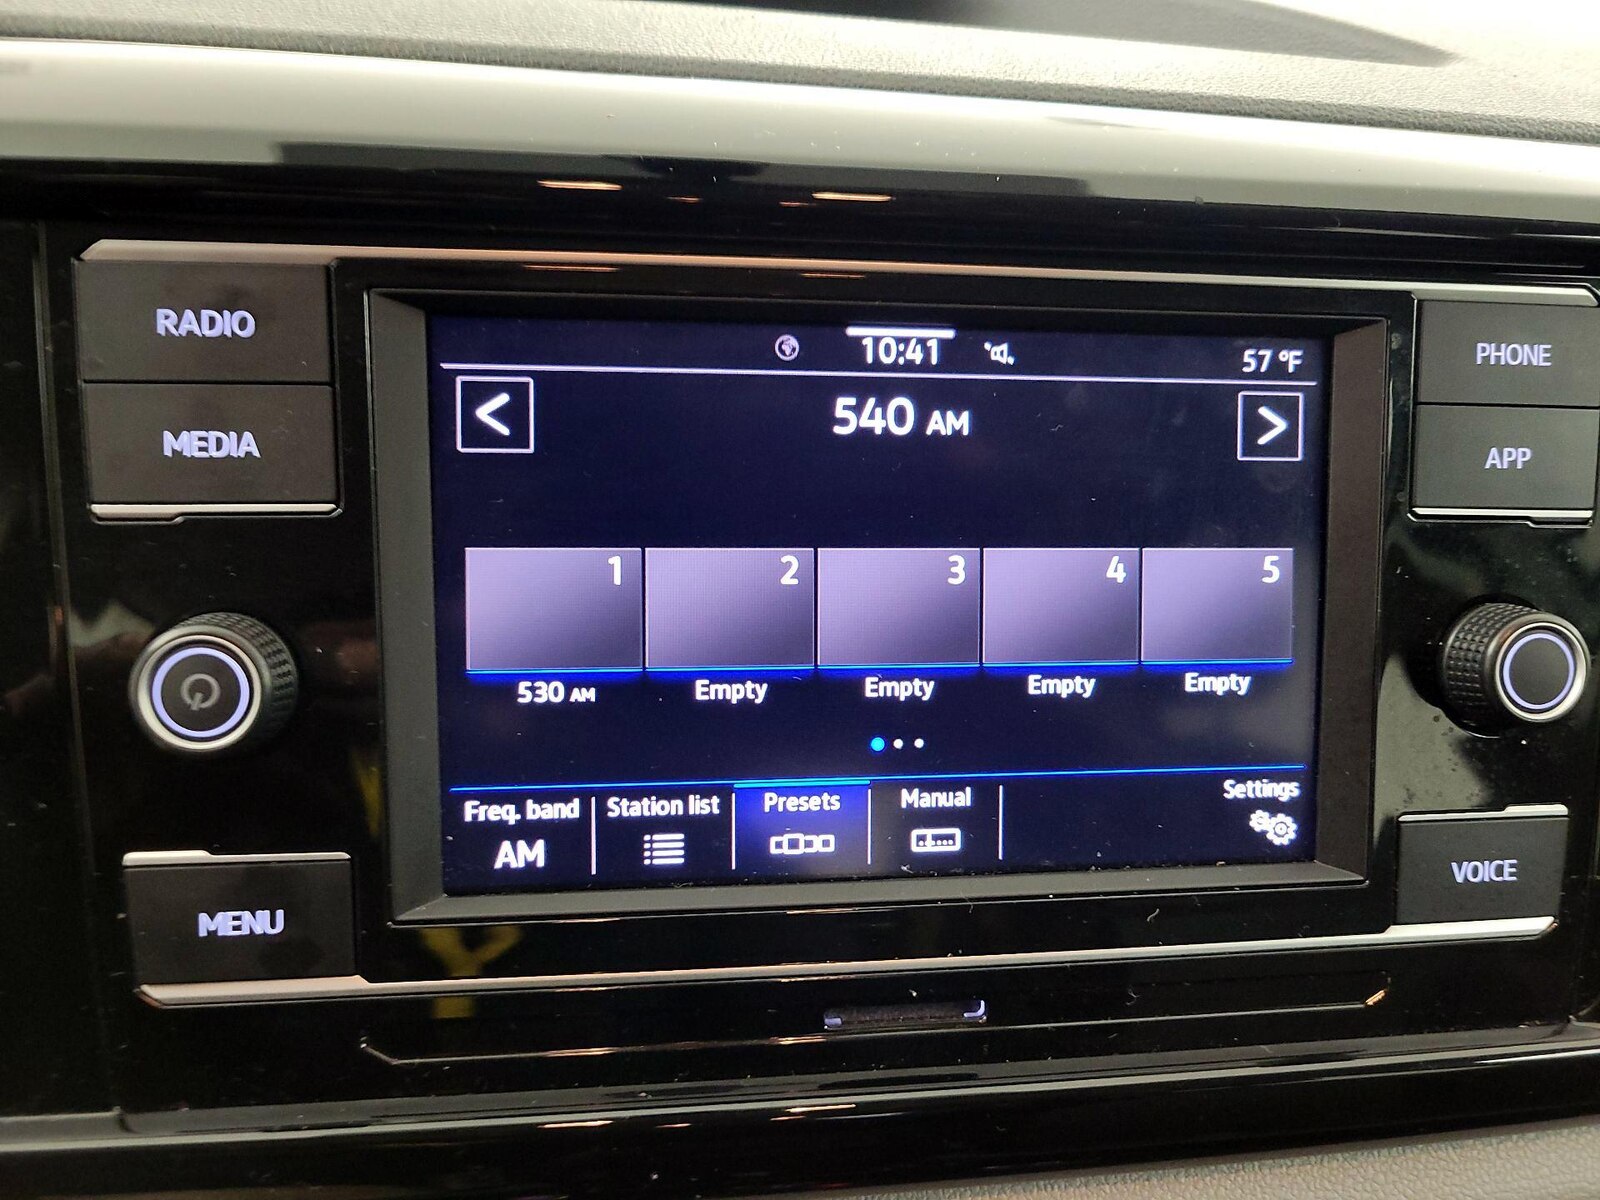 RADIO
MEDIA
MENU
10:41
57 °F
<
540 AM
>
1
2
3
4
5
530 AM
Empty
Empty
Empty
Empty
Freq. band
AM
Station list
Presets
Manual
Settings
PHONE
APP
VOICE